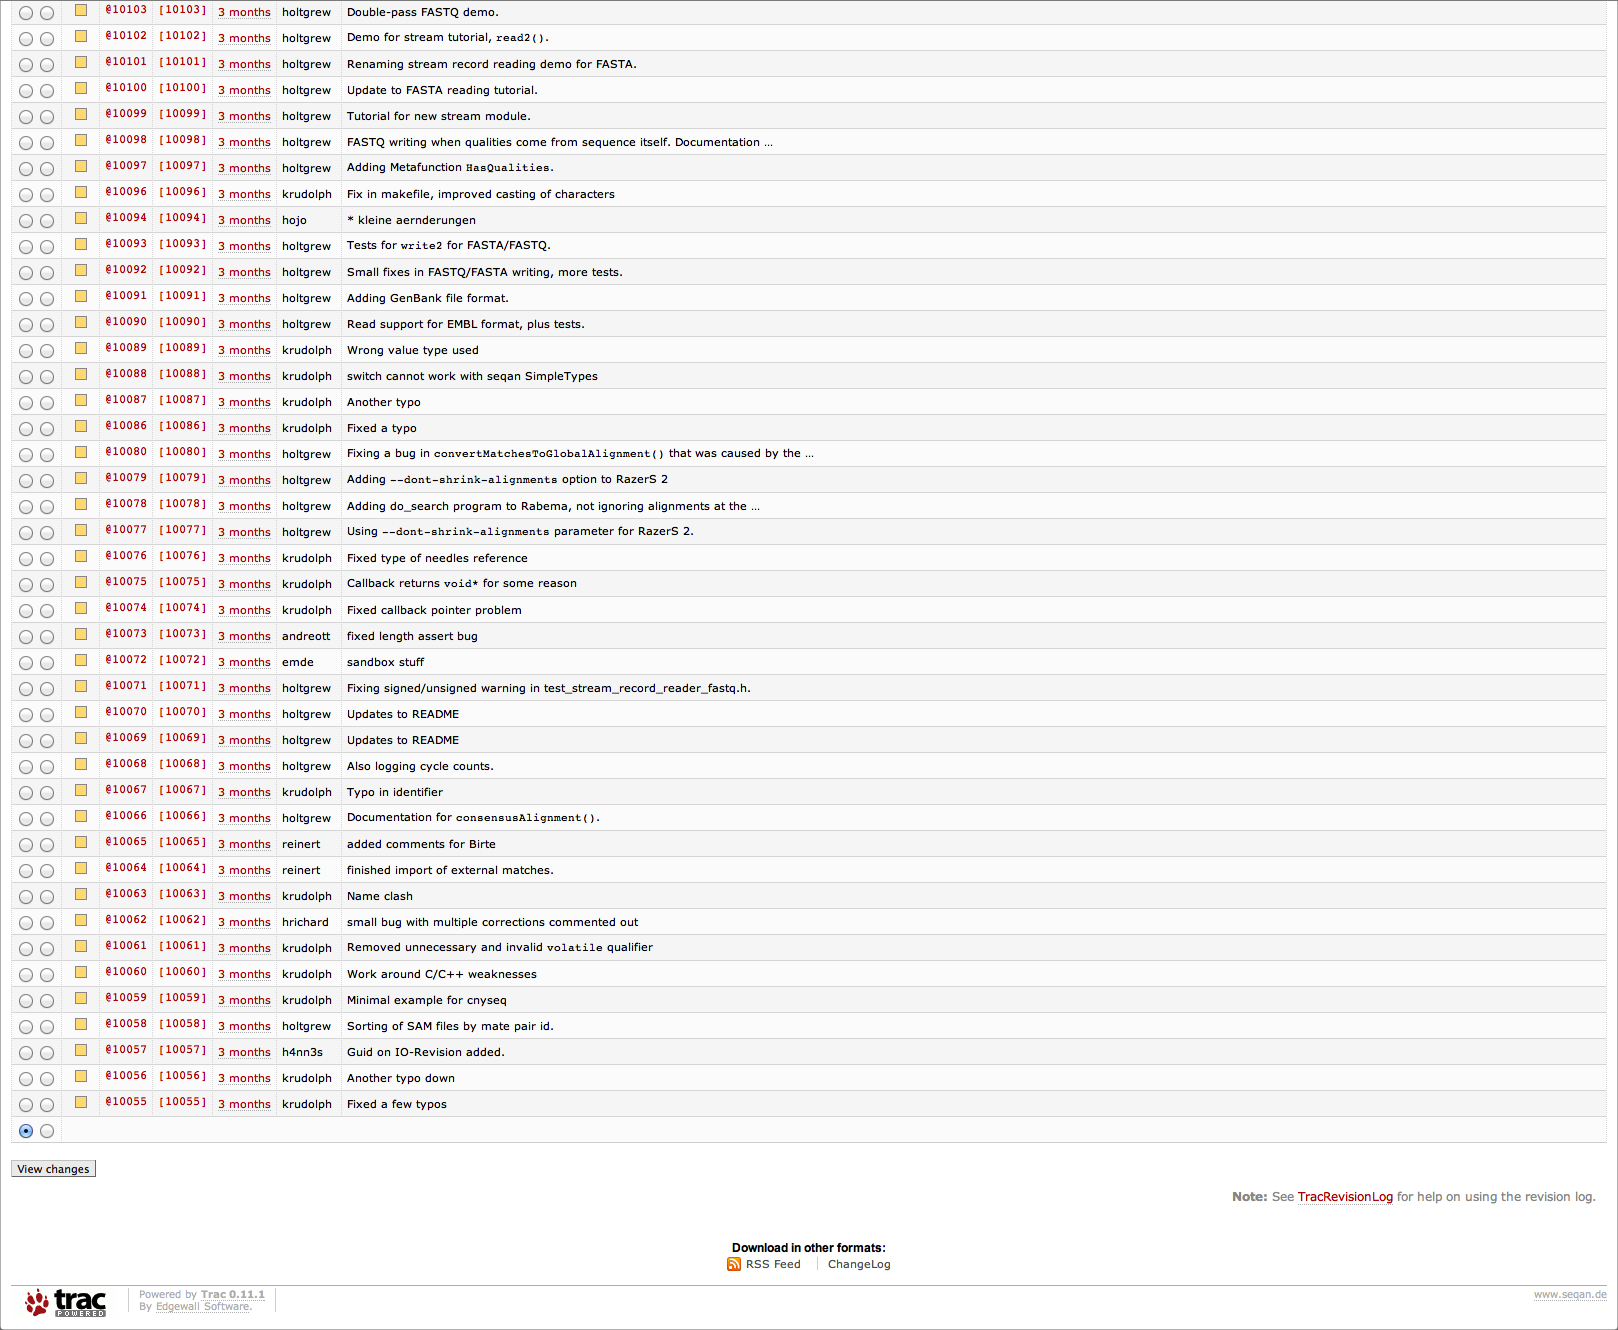 @10103 [10103] 3 months holtgrew Double-pass FASTQ demo.
@10102 [10102] 3 months holtgrew Demo for stream tutorial, read2().
@10101 [10101] 3 months holtgrew Renaming stream record reading demo for FASTA.
@10100 [10100] 3 months holtgrew Update to FASTA reading tutorial.
@10099 [10099] 3 months holtgrew Tutorial for new stream module.
@10098 [10098] 3 months holtgrew FASTQ writing when qualities come from sequence itself. Documentation ...
@10097 [10097] 3 months holtgrew Adding Metafunction HasQualities.
@10096 [10096] 3 months krudolph Fix in makefile, improved casting of characters
@10094 [10094] 3 months hojo * kleine aernderungen
@10093 [10093] 3 months holtgrew Tests for write2 for FASTA/FASTQ.
@10092 [10092] 3 months holtgrew Small fixes in FASTQ/FASTA writing, more tests.
@10091 [10091] 3 months holtgrew Adding GenBank file format.
@10090 [10090] 3 months holtgrew Read support for EMBL format, plus tests.
@10089 [10089] 3 months krudolph Wrong value type used
@10088 [10088] 3 months krudolph switch cannot work with seqan SimpleTypes
@10087 [10087] 3 months krudolph Another typo
@10086 [10086] 3 months krudolph Fixed a typo
@10080 [10080] 3 months holtgrew Fixing a bug in convertMatchesToGlobalAlignment() that was caused by the ...
@10079 [10079] 3 months holtgrew Adding --dont-shrink-alignments option to RazerS 2
@10078 [10078] 3 months holtgrew Adding do_search program to Rabema, not ignoring alignments at the ...
@10077 [10077] 3 months holtgrew Using --dont-shrink-alignments parameter for RazerS 2.
@10076 [10076] 3 months krudolph Fixed type of needles reference
@10075 [10075] 3 months krudolph Callback returns void* for some reason
@10074 [10074] 3 months krudolph Fixed callback pointer problem
@10073 [10073] 3 months andreott fixed length assert bug
@10072 [10072] 3 months emde sandbox stuff
@10071 [10071] 3 months holtgrew Fixing signed/unsigned warning in test_stream_record_reader_fastq.h.
@10070 [10070] 3 months holtgrew Updates to README
@10069 [10069] 3 months holtgrew Updates to README
@10068 [10068] 3 months holtgrew Also logging cycle counts.
@10067 [10067] 3 months krudolph Typo in identifier
@10066 [10066] 3 months holtgrew Documentation for consensusAlignment().
@10065 [10065] 3 months reinert added comments for Birte
@10064 [10064] 3 months reinert finished import of external matches.
@10063 [10063] 3 months krudolph Name clash
@10062 [10062] 3 months hrichard small bug with multiple corrections commented out
@10061 [10061] 3 months krudolph Removed unnecessary and invalid volatile qualifier
@10060 [10060] 3 months krudolph Work around C/C++ weaknesses
@10059 [10059] 3 months krudolph Minimal example for cnyseq
@10058 [10058] 3 months holtgrew Sorting of SAM files by mate pair id.
@10057 [10057] 3 months h4nn3s Guid on IO-Revision added.
@10056 [10056] 3 months krudolph Another typo down
@10055 [10055] 3 months krudolph Fixed a few typos
View changes
Note: See TracRevisionLog for help on using the revision log.
Download in other formats:
RSS Feed ChangeLog
trac POWERED
Powered by Trac 0.11.1
By Edgewall Software.
www.seqan.de